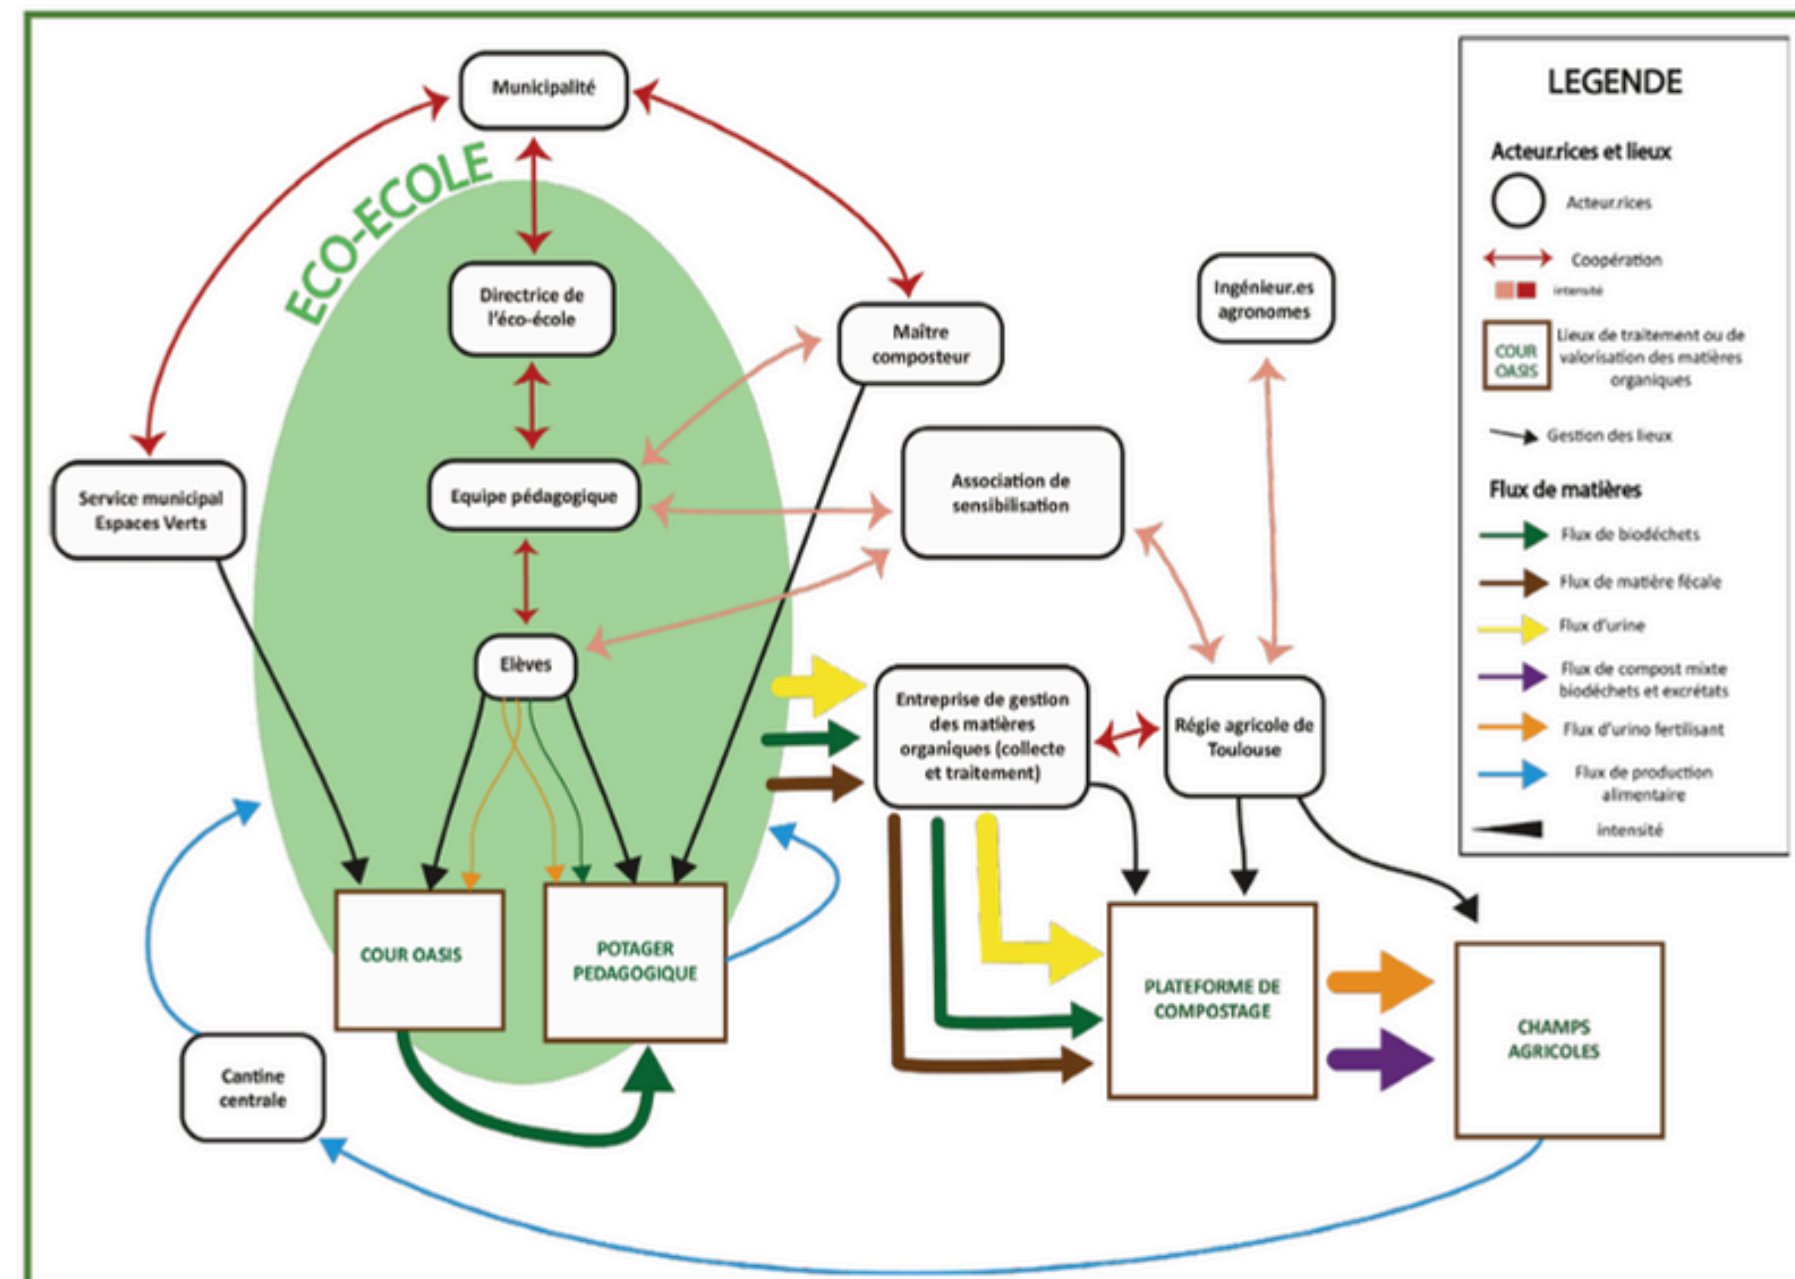 Municipalité
ECO-ECOLE
Directrice de
l'éco-école
Maître
composteur
Ingénieur.es
agronomes
Service municipal
Espaces Verts
Equipe pédagogique
Association de
sensibilisation
Elèves
Entreprise de gestion
des matières
organiques (collecte
et traitement)
Régie agricole de
Toulouse
COUR OASIS
POTAGER
PEDAGOGIQUE
PLATEFORME DE
COMPOSTAGE
CHAMPS
AGRICOLES
Cantine
centrale
LEGENDE
Acteur.rices et lieux
Acteur.rices
Coopération
intensité
COUR
OASIS
Lieux de traitement ou de
valorisation des matières
organiques
Gestion des lieux
Flux de matières
Flux de biodéchets
Flux de matière fécale
Flux d'urine
Flux de compost mixte
biodéchets et excrétats
Flux d'urino fertilisant
Flux de production
alimentaire
intensité